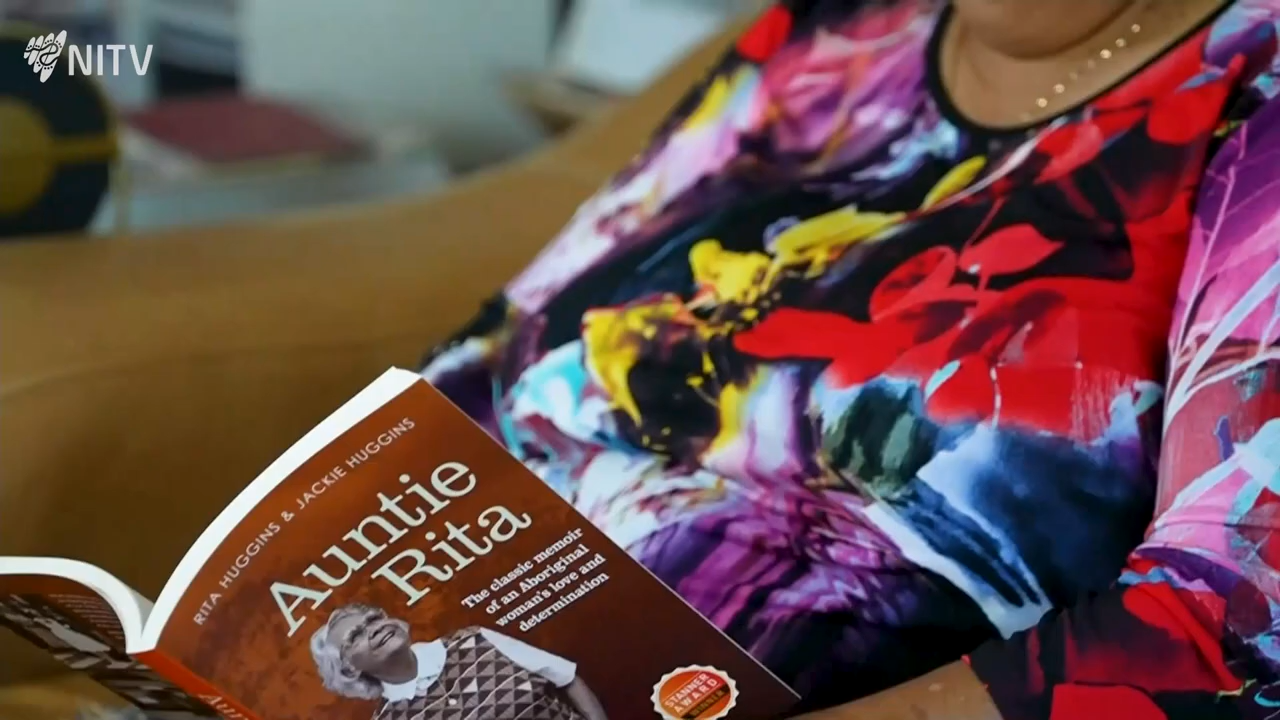 NITV
RITA HUGGINS & JACKIE HUGGINS
Auntie
Rita
The classic memoir
of an Aboriginal
woman's love and
determination
STANNER
AWARD
WINNER